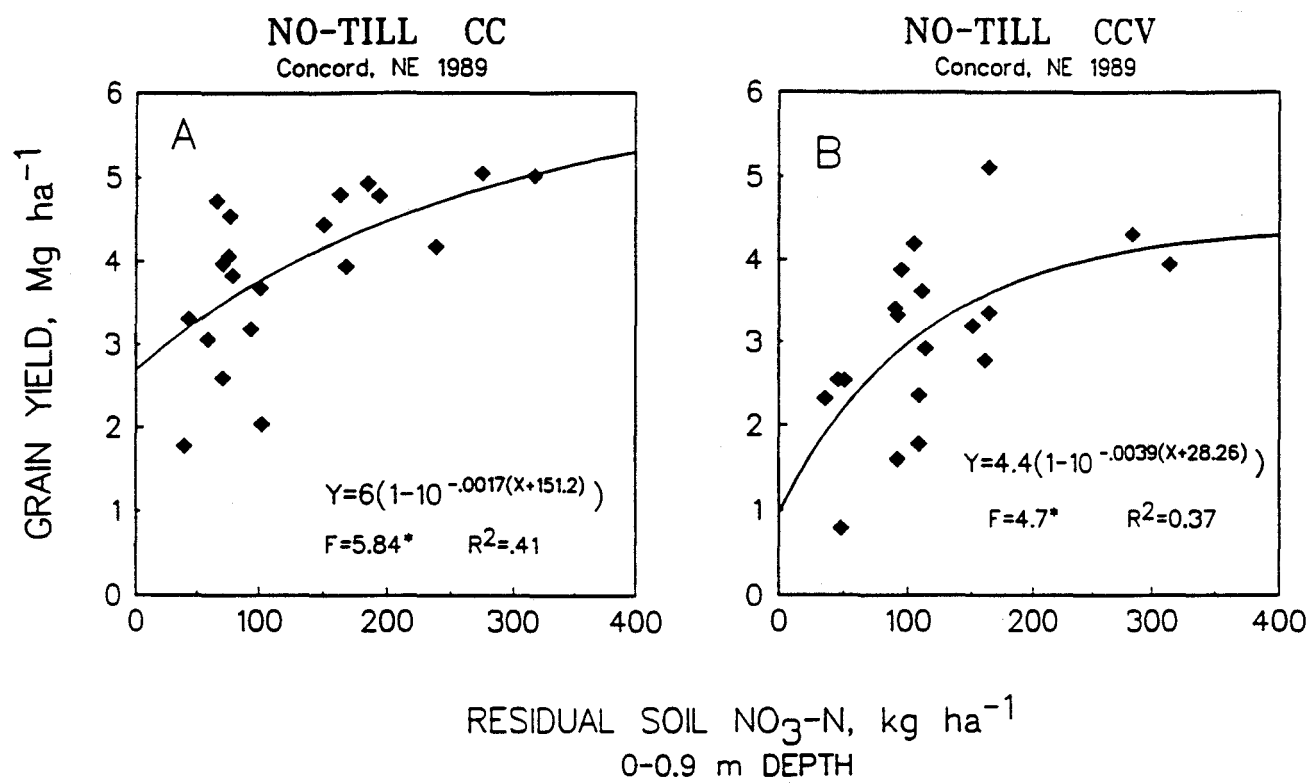 NO-TILL CC
Concord, NE 1989
NO-TILL CCV
Concord, NE 1989
GRAIN YIELD, Mg ha⁻¹
6
5
4
3
2
1
0
A
Y=6(1-10^-.0017(X+151.2))
F=5.84* R²=.41
0 100 200 300 400
6
5
4
3
2
1
0
B
Y=4.4(1-10^-.0039(X+28.26))
F=4.7* R²=0.37
0 100 200 300 400
RESIDUAL SOIL NO₃-N, kg ha⁻¹
0-0.9 m DEPTH